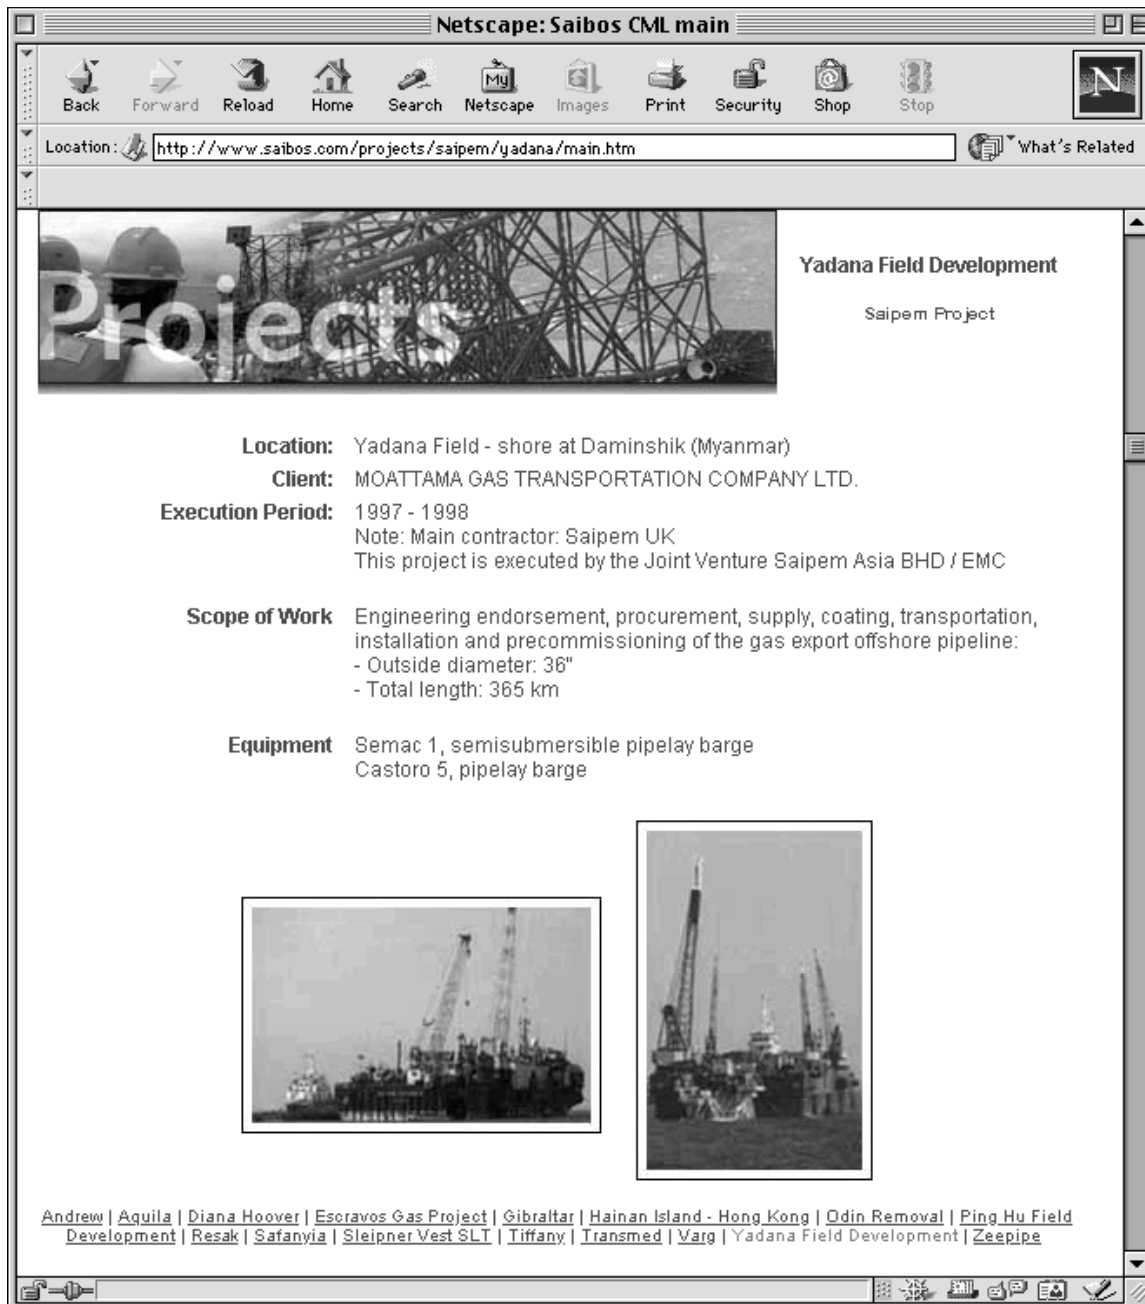 Netscape: Saibos CML main
Back Forward Reload Home Search Netscape Images Print Security Shop Stop
My
N
Location: http://www.saibos.com/projects/saipem/yadana/main.htm What's Related
Projects
Yadana Field Development
Saipem Project
Location: Yadana Field - shore at Daminshik (Myanmar)
Client: MOATTAMA GAS TRANSPORTATION COMPANY LTD.
Execution Period: 1997 - 1998
Note: Main contractor: Saipem UK
This project is executed by the Joint Venture Saipem Asia BHD / EMC
Scope of Work Engineering endorsement, procurement, supply, coating, transportation,
installation and precommissioning of the gas export offshore pipeline:
- Outside diameter: 36"
- Total length: 365 km
Equipment Semac 1, semisubmersible pipelay barge
Castoro 5, pipelay barge
Andrew | Aquila | Diana Hoover | Escravos Gas Project | Gibraltar | Hainan Island - Hong Kong | Odin Removal | Ping Hu Field
Development | Resak | Safanyia | Sleipner Vest SLT | Tiffany | Transmed | Varg | Yadana Field Development | Zeepipe